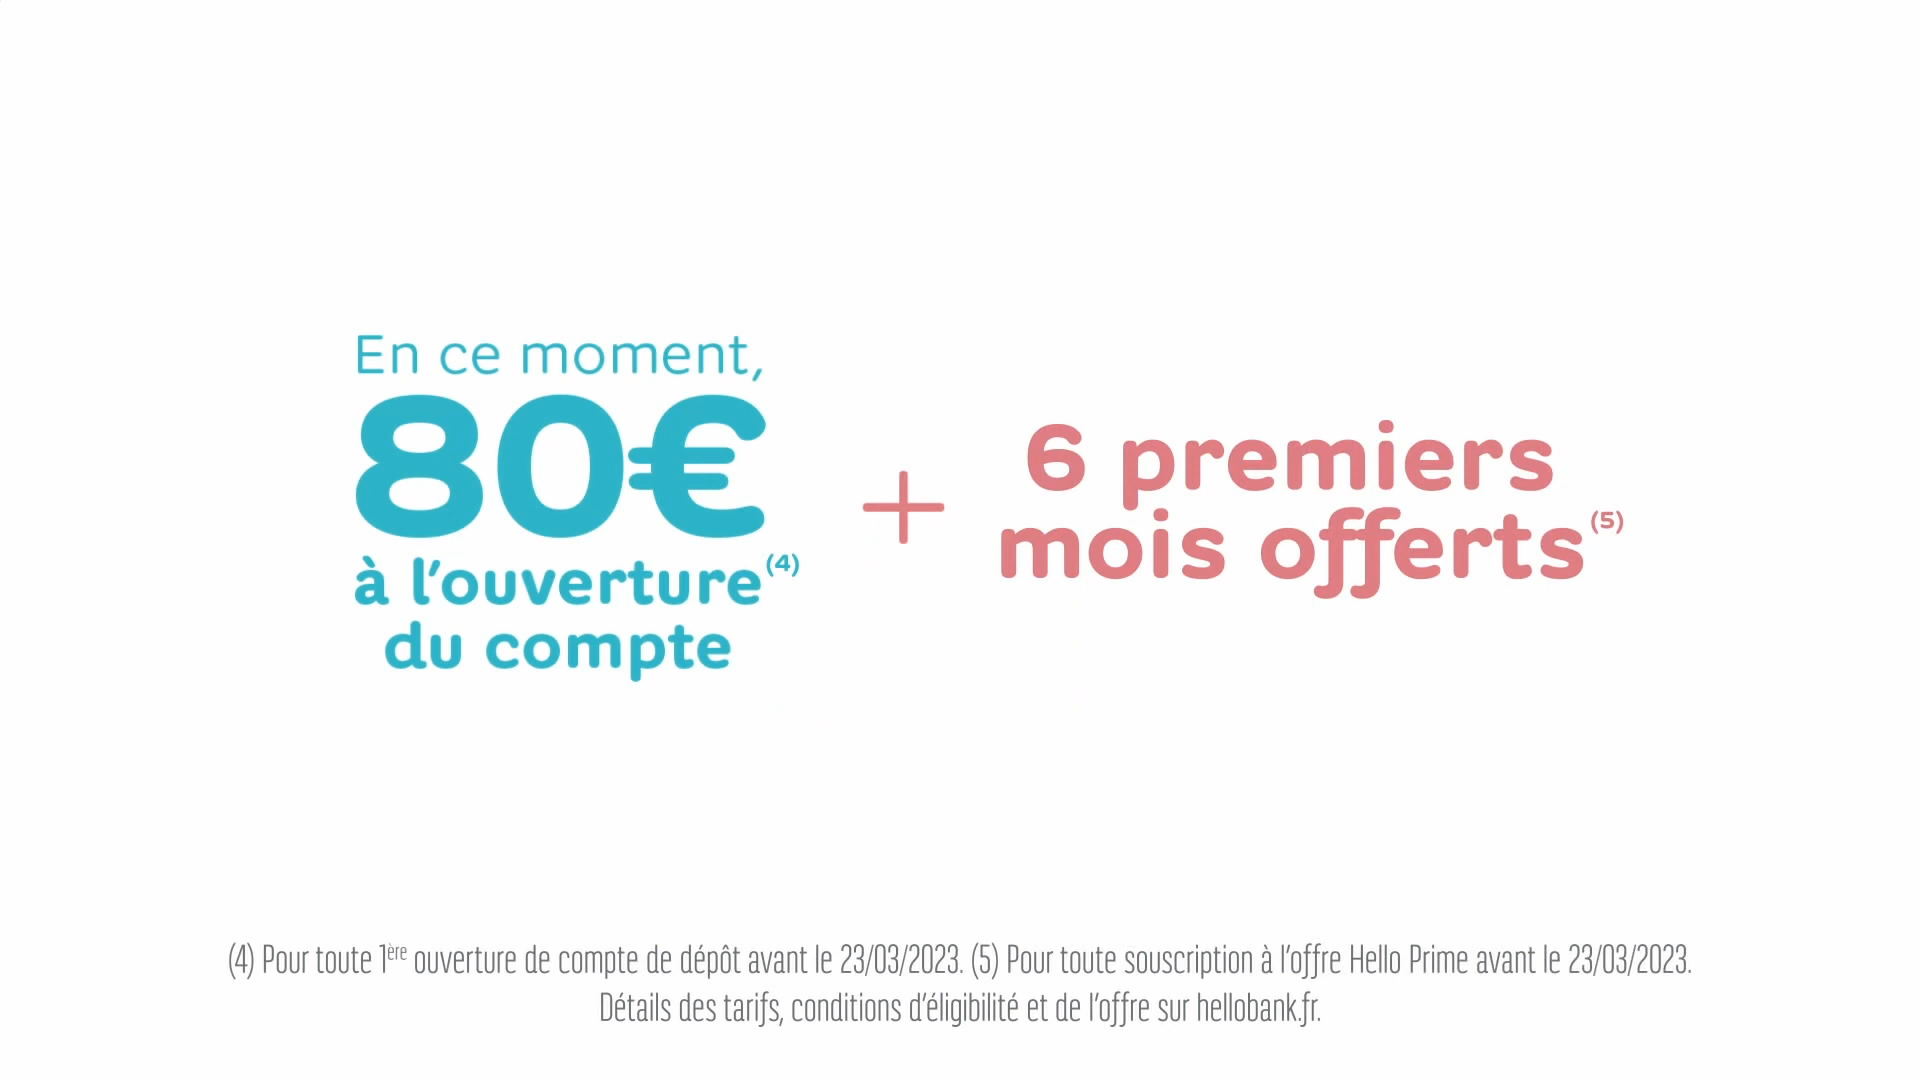 En ce moment,
80€
à l'ouverture(4)
du compte
+
6 premiers
mois offerts(5)
(4) Pour toute 1ère ouverture de compte de dépôt avant le 23/03/2023. (5) Pour toute souscription à l'offre Hello Prime avant le 23/03/2023.
Détails des tarifs, conditions d'éligibilité et de l'offre sur hellobank.fr.